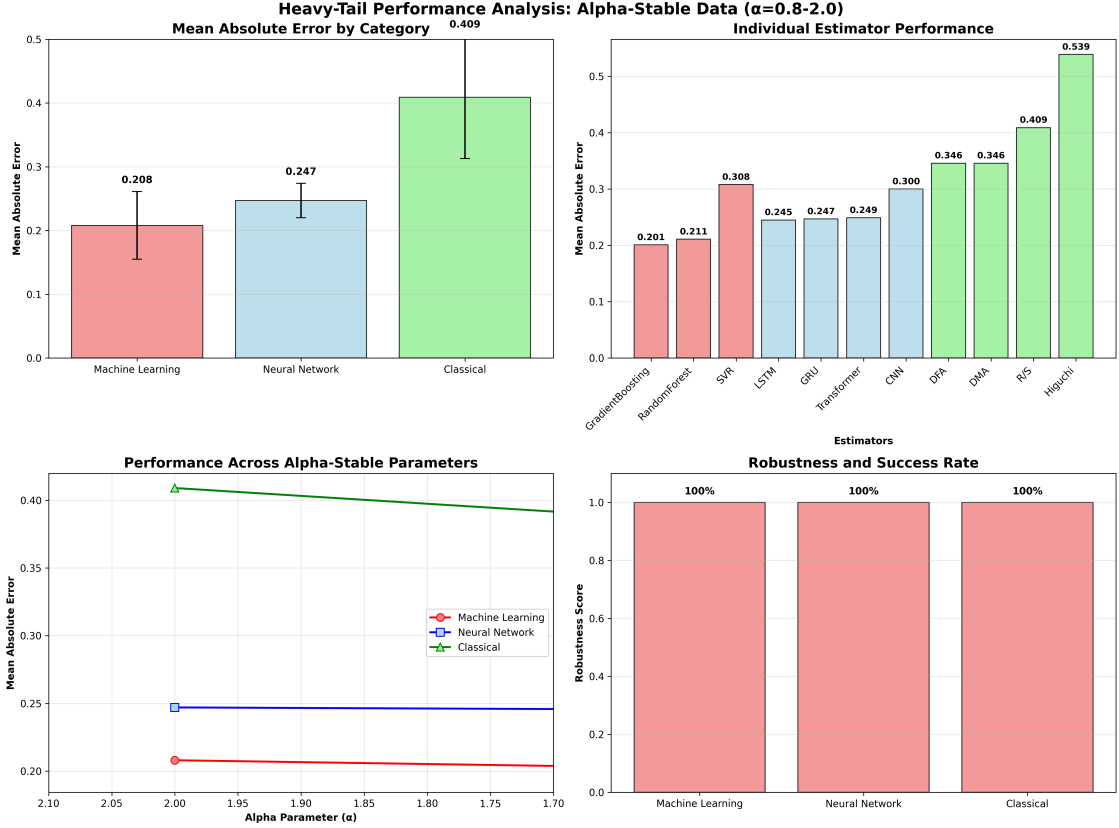 Heavy-Tail Performance Analysis: Alpha-Stable Data (α=0.8-2.0)
Mean Absolute Error by Category
0.409
0.5
0.4
0.3
0.2
0.1
0.0
Mean Absolute Error
0.208
0.247
Machine Learning
Neural Network
Classical
Individual Estimator Performance
0.5
0.4
0.3
0.2
0.1
0.0
Mean Absolute Error
0.201
0.211
0.308
0.245
0.247
0.249
0.300
0.346
0.346
0.409
0.539
GradientBoosting
RandomForest
SVR
LSTM
GRU
Transformer
CNN
DFA
DMA
R/S
Higuchi
Estimators
Performance Across Alpha-Stable Parameters
0.40
0.35
0.30
0.25
0.20
Mean Absolute Error
Machine Learning
Neural Network
Classical
2.10
2.05
2.00
1.95
1.90
1.85
1.80
1.75
1.70
Alpha Parameter (α)
Robustness and Success Rate
1.0
0.8
0.6
0.4
0.2
0.0
Robustness Score
100%
100%
100%
Machine Learning
Neural Network
Classical